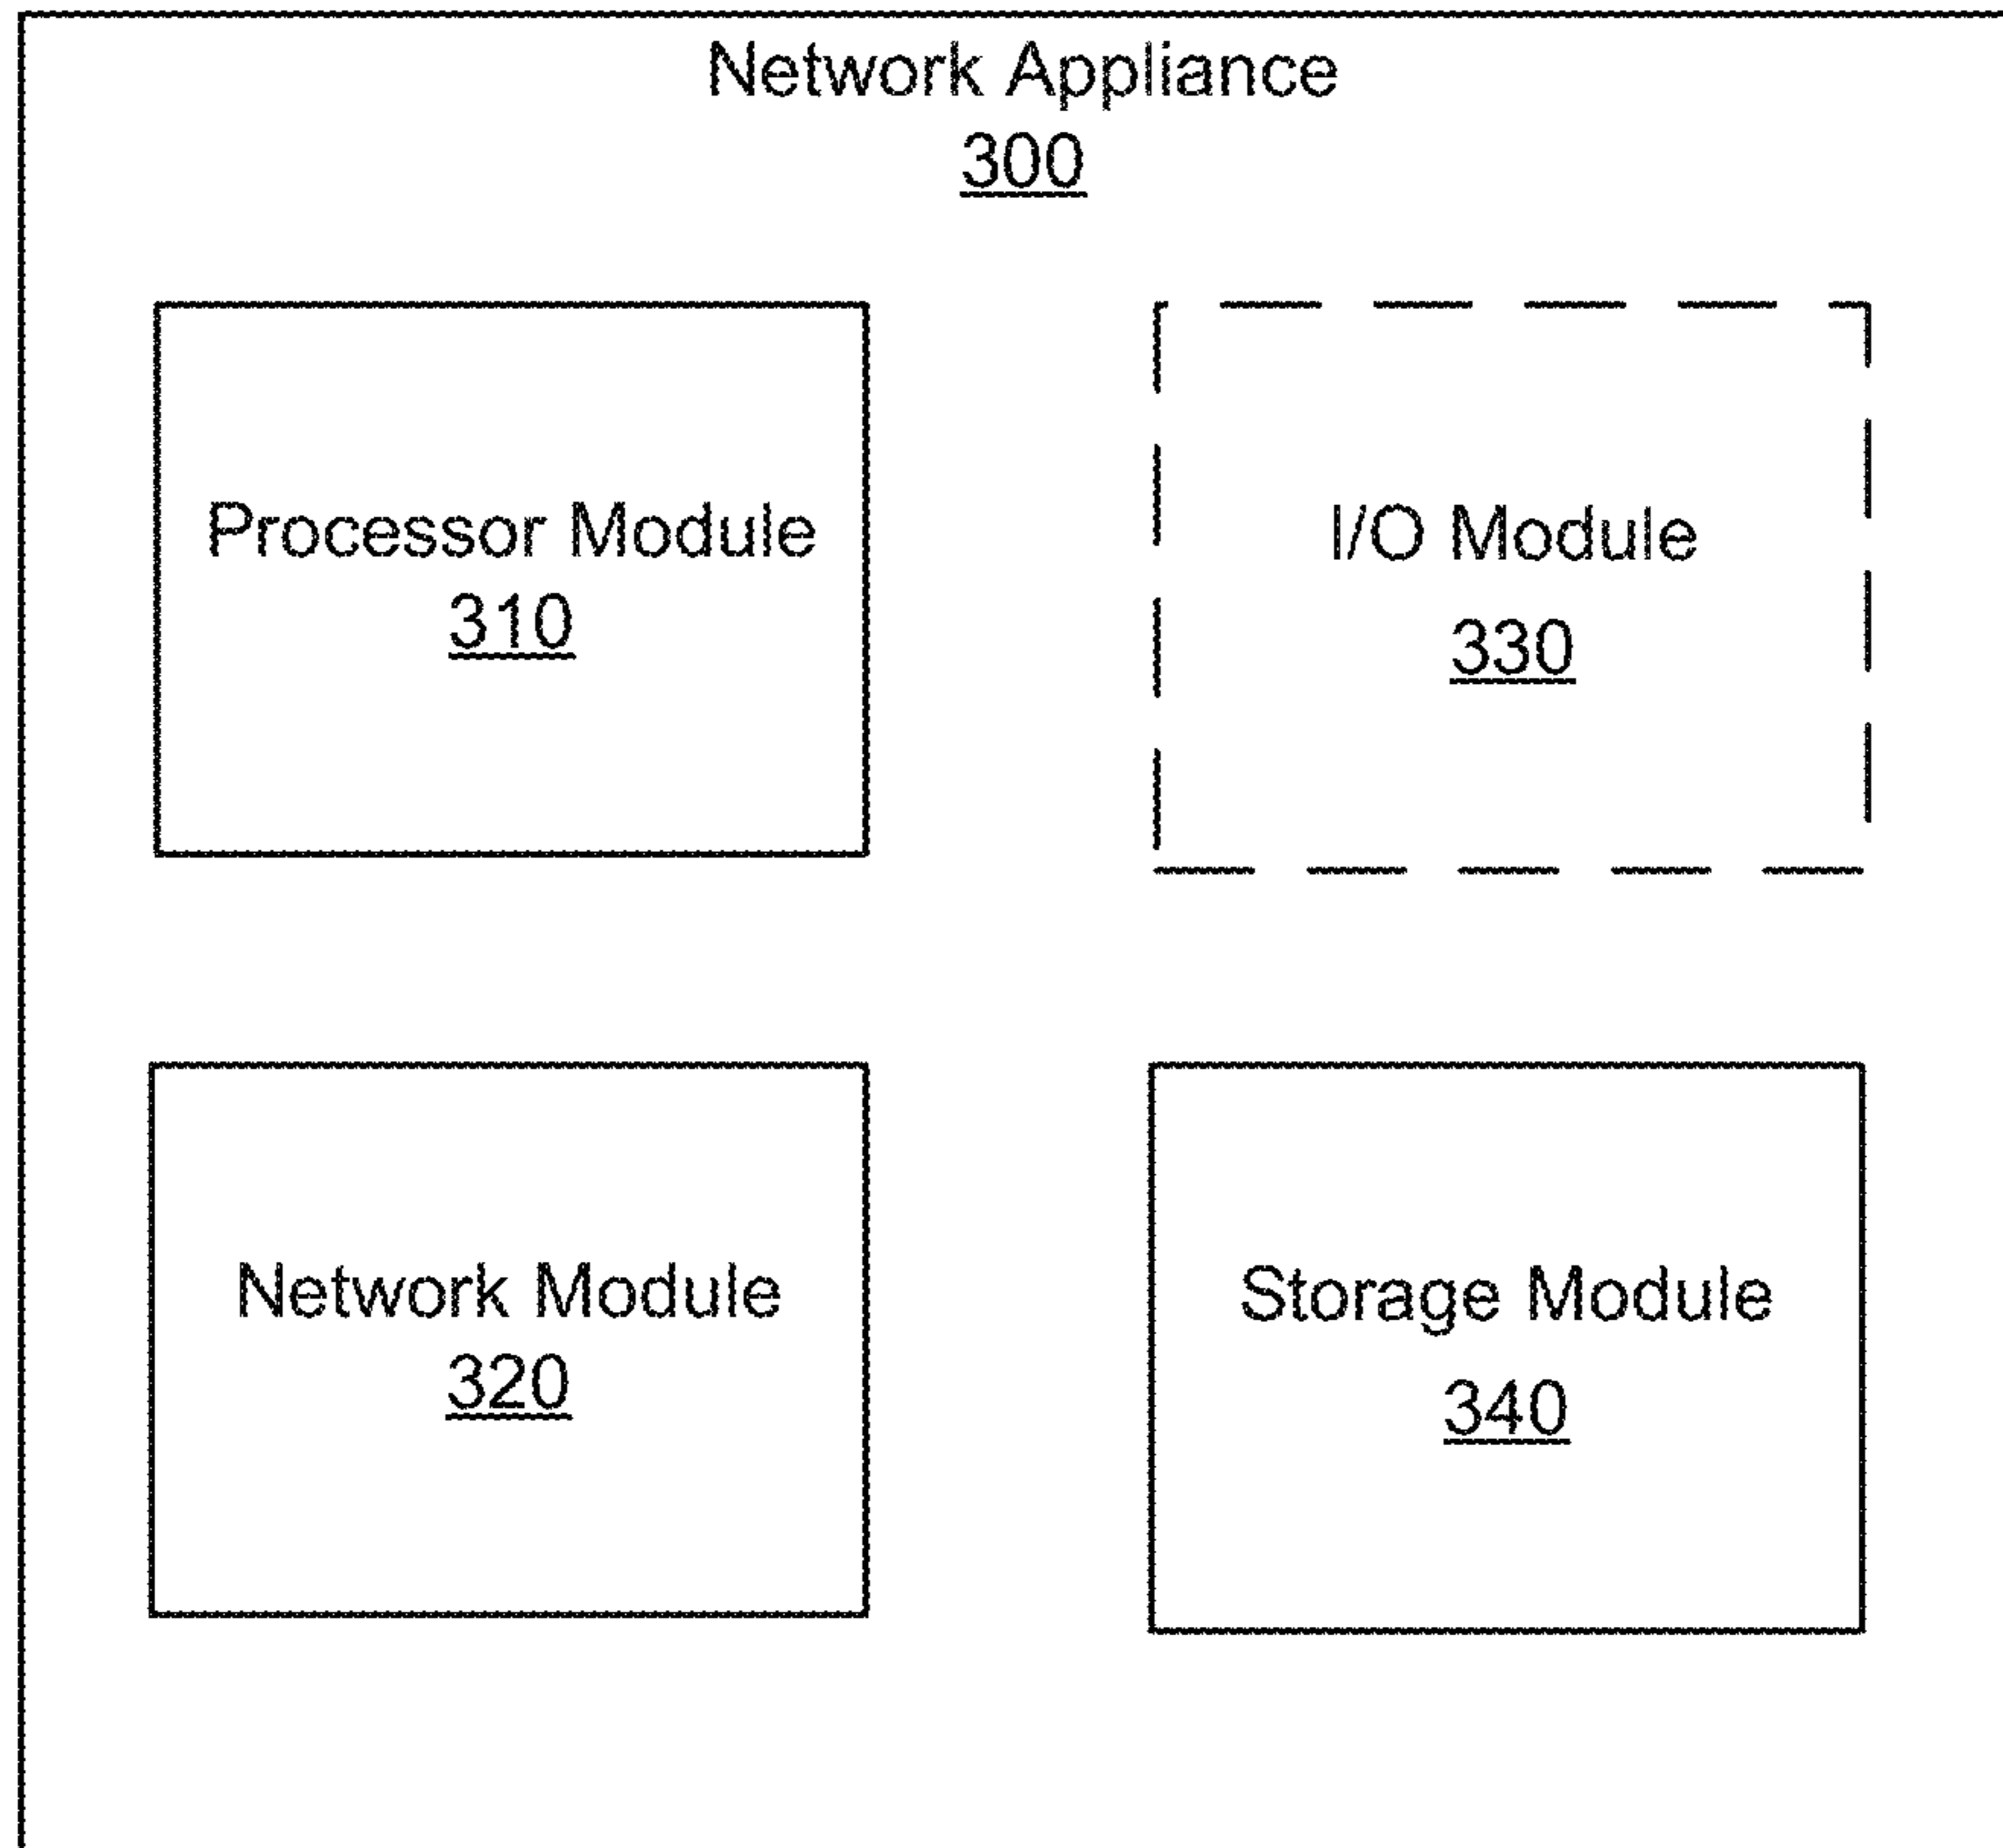 Network Appliance
300
Processor Module
310
I/O Module
330
Network Module
320
Storage Module
340